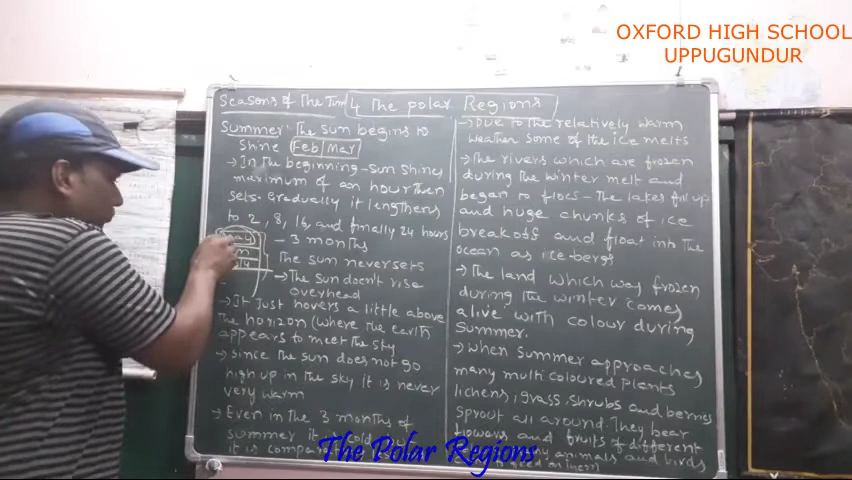 OXFORD HIGH SCHOOL
UPPUGUNDUR
Seasons of the Tim
4 The polar Regions
Summer: The sun begins to
shine Feb/Mar
→ In the beginning - sun shines
maximum of an hour then
sets. Gradually it lengthens
to 2, 8, 16, and finally 24 hours
- 3 months
The sun never sets
→ The sun don't rise
overhead
→ It Just hovers a little above
the horizon (where the earth
appears to meet the sky
→ Since the sun does not go
high up in the sky it is never
very warm
→ Even in the 3 months of
summer it is cold
it is
→ Due to the relatively warm
weather some of the ice melts
→ The rivers which are frozen
during the winter melt and
began to flow - The lakes fill up
and huge chunks of ice
breakoff and float into the
ocean as ice-bergs
→ The land which was frozen
during the winter comes
alive with colour during
Summer.
→ When summer approaches
many multicoloured plants
lichens, grass, shrubs and berries
sprout all around. They bear
flowers and fruits of different
animals and birds
feed on them
The Polar Regions